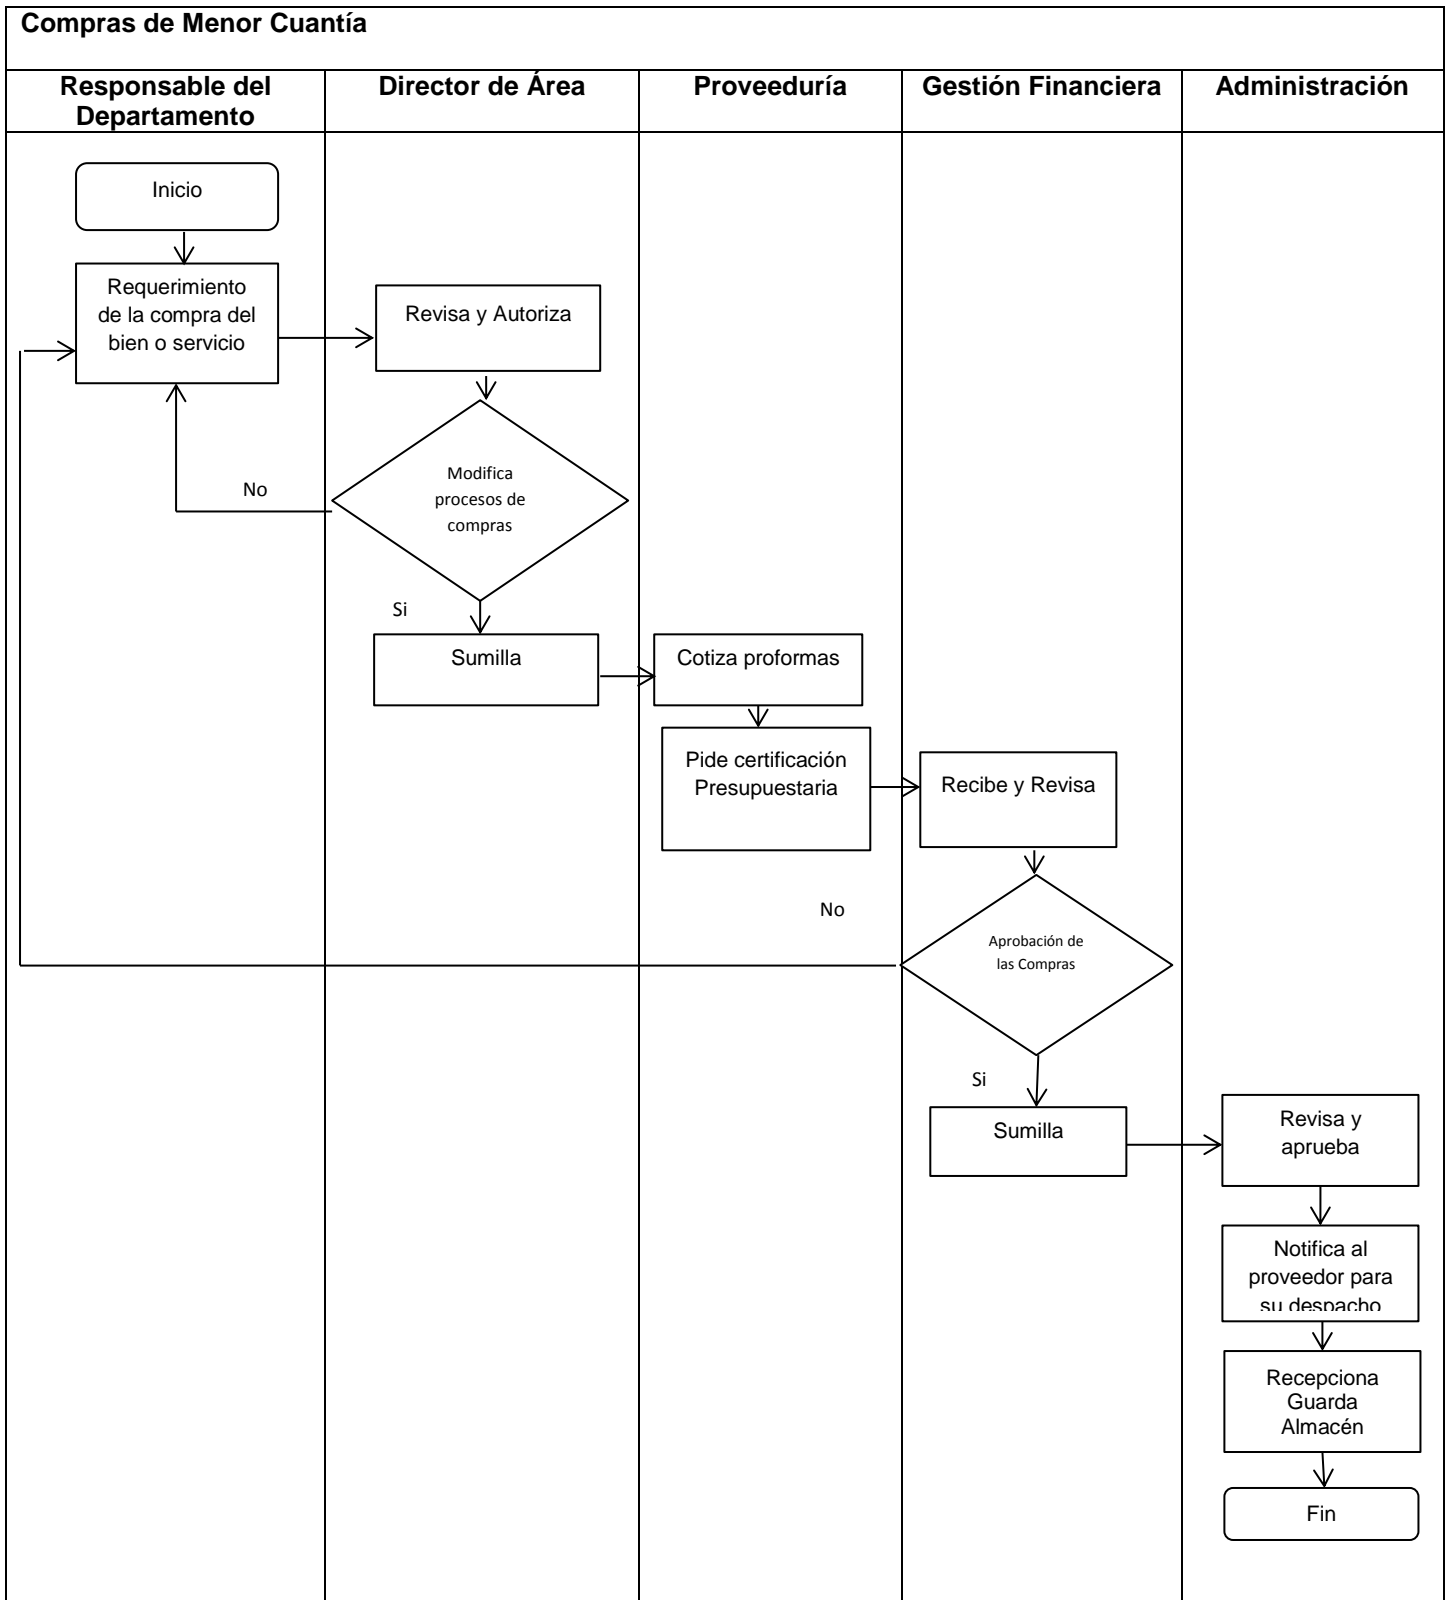 Compras de Menor Cuantía
Responsable del
Departamento
Director de Área
Proveeduría
Gestión Financiera
Administración
Inicio
Requerimiento
de la compra del
bien o servicio
Revisa y Autoriza
Modifica
procesos de
compras
No
Si
Sumilla
Cotiza proformas
Pide certificación
Presupuestaria
Recibe y Revisa
No
Aprobación de
las Compras
Si
Sumilla
Revisa y
aprueba
Notifica al
proveedor para
su despacho
Recepciona
Guarda
Almacén
Fin